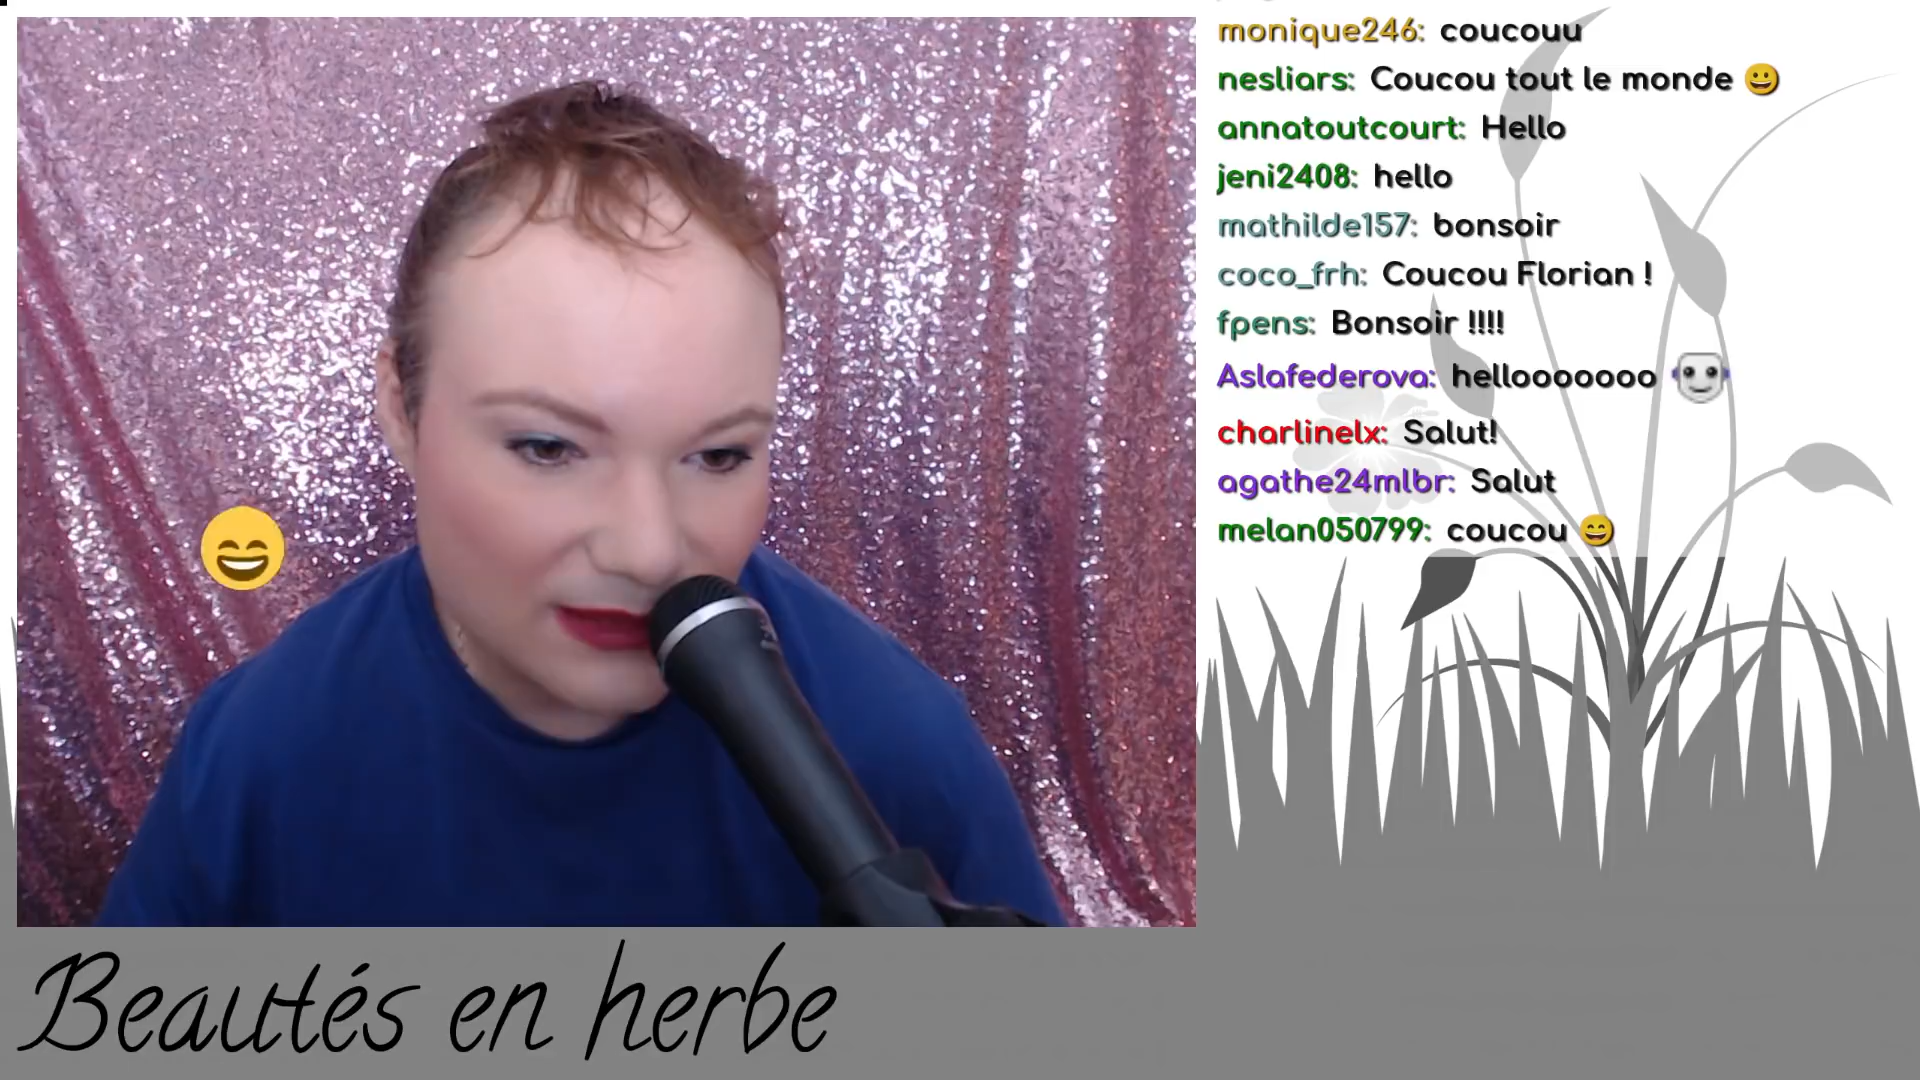 monique246: coucouu
nesliars: Coucou tout le monde 😀
annatoutcourt: Hello
jeni2408: hello
mathilde157: bonsoir
coco_frh: Coucou Florian !
fpens: Bonsoir !!!!
Aslafederova: hellooooooo
charlinelx: Salut!
agathe24mlbr: Salut
melan050799: coucou 😄
Beautés en herbe